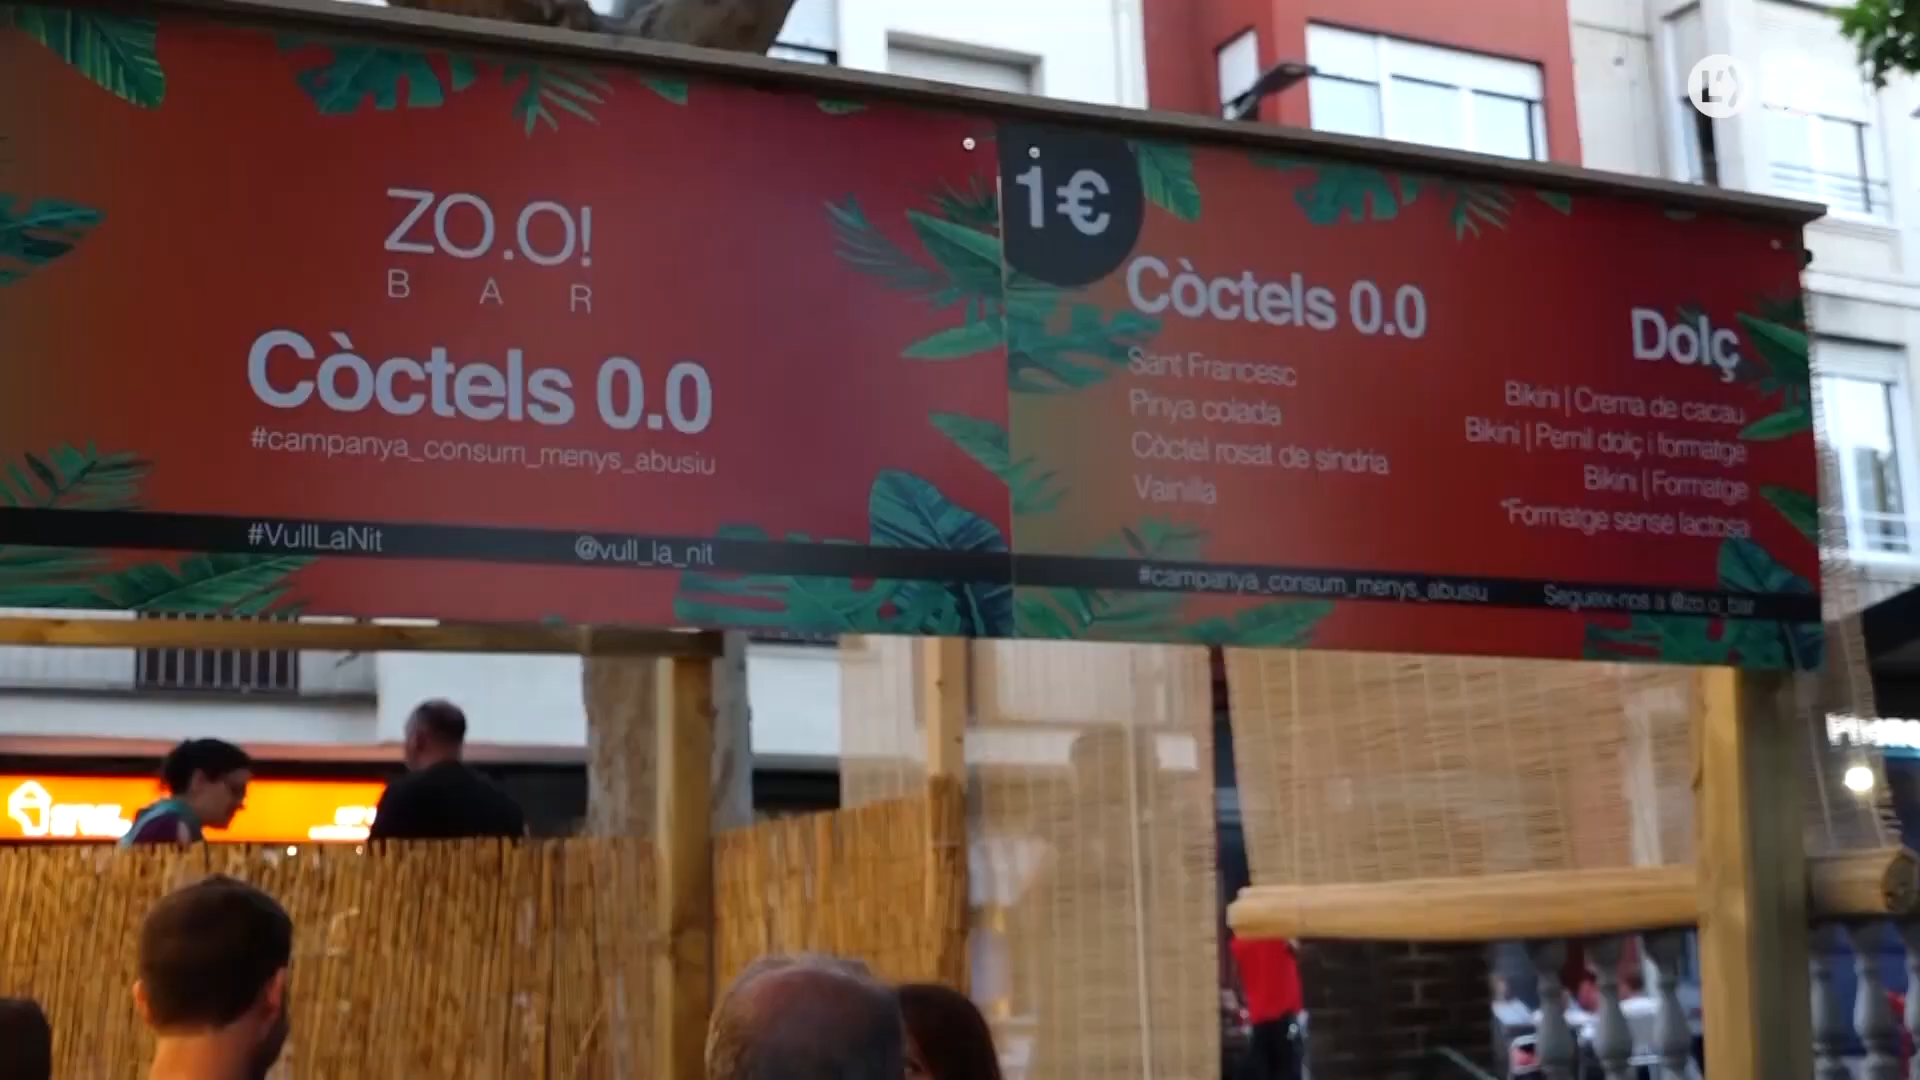 ZO.O!
BAR
Còctels 0.0
#campanya_consum_menys_abusiu
#VullLaNit
@vull_la_nit
1€
Còctels 0.0
Sant Francesc
Pinya colada
Còctel rosat de síndria
Vainilla
Dolç
Bikini | Crema de cacau
Bikini | Pernil dolç i formatge
Bikini | Formatge
*Formatge sense lactosa
#campanya_consum_menys_abusiu
Segueix-nos a @zo.o_bar